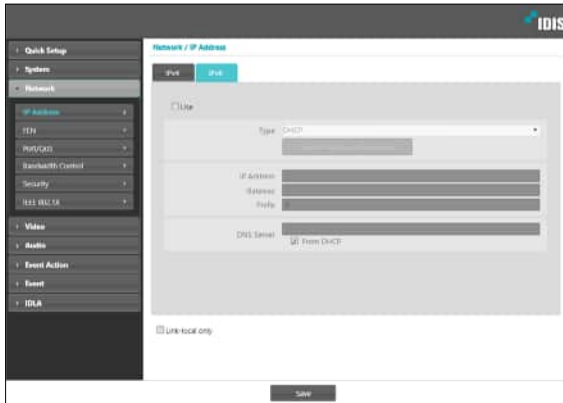 IDIS
Quick Setup
System
Network
IP Address
FEN
Port/QoS
Bandwidth Control
Security
IEEE 802.1X
Video
Audio
Event Action
Event
IDLA
Network / IP Address
IPv4
IPv6
Use
Type DHCP
IP Address
Gateway
Prefix
DNS Server
From DHCP
Link-local only
Save